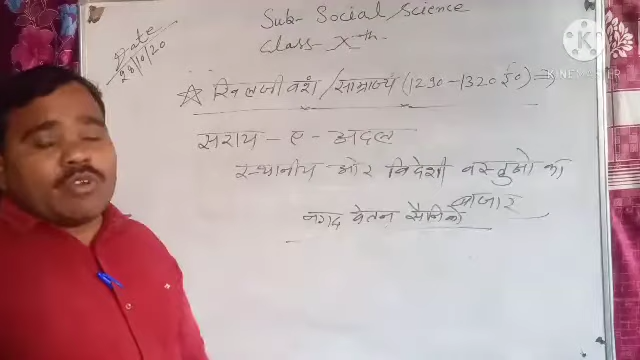 Sub- Social Science
Class- Xth
Date
28/10/20
☆ खिलजी वंश/साम्राज्य (1290-1320 ई०) ⇒
सराय-ए-अदल
स्थानीय और विदेशी वस्तुओ का
बाजार
नगद वेतन सैनिको
K
KINEMASTER